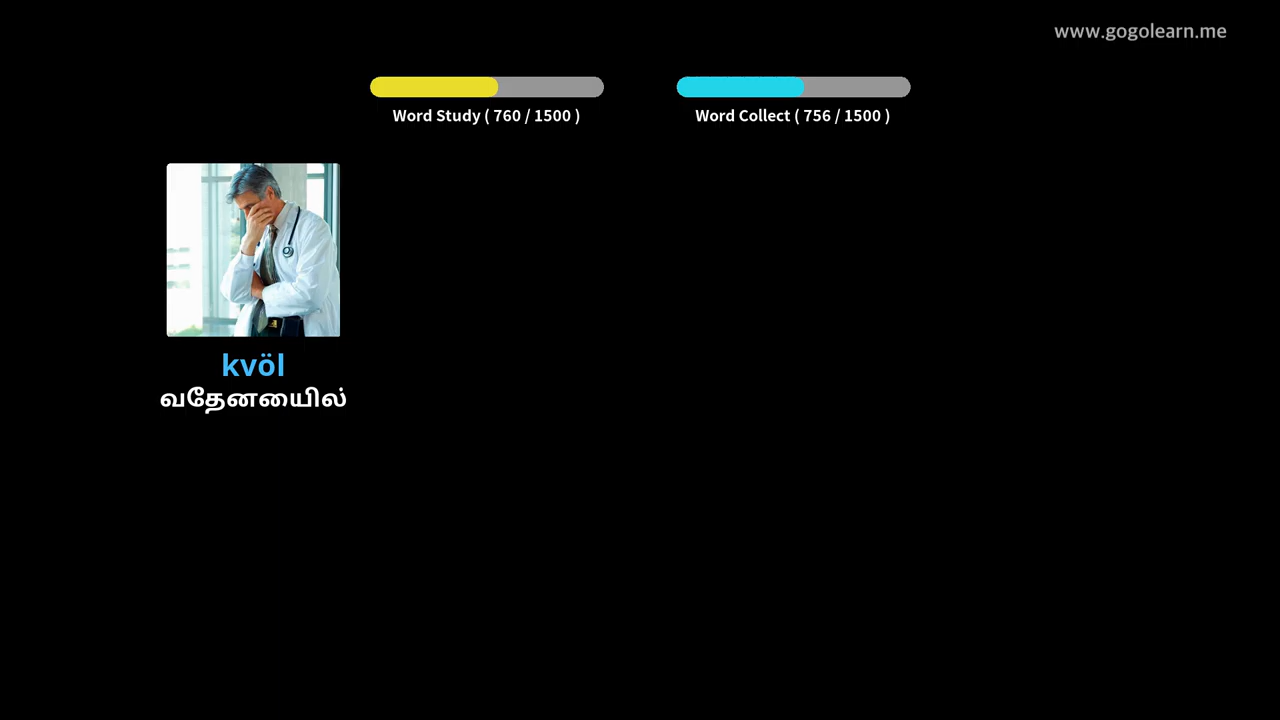 www.gogolearn.me
Word Study ( 760 / 1500 )
Word Collect ( 756 / 1500 )
kvöl
வதேனயைில்